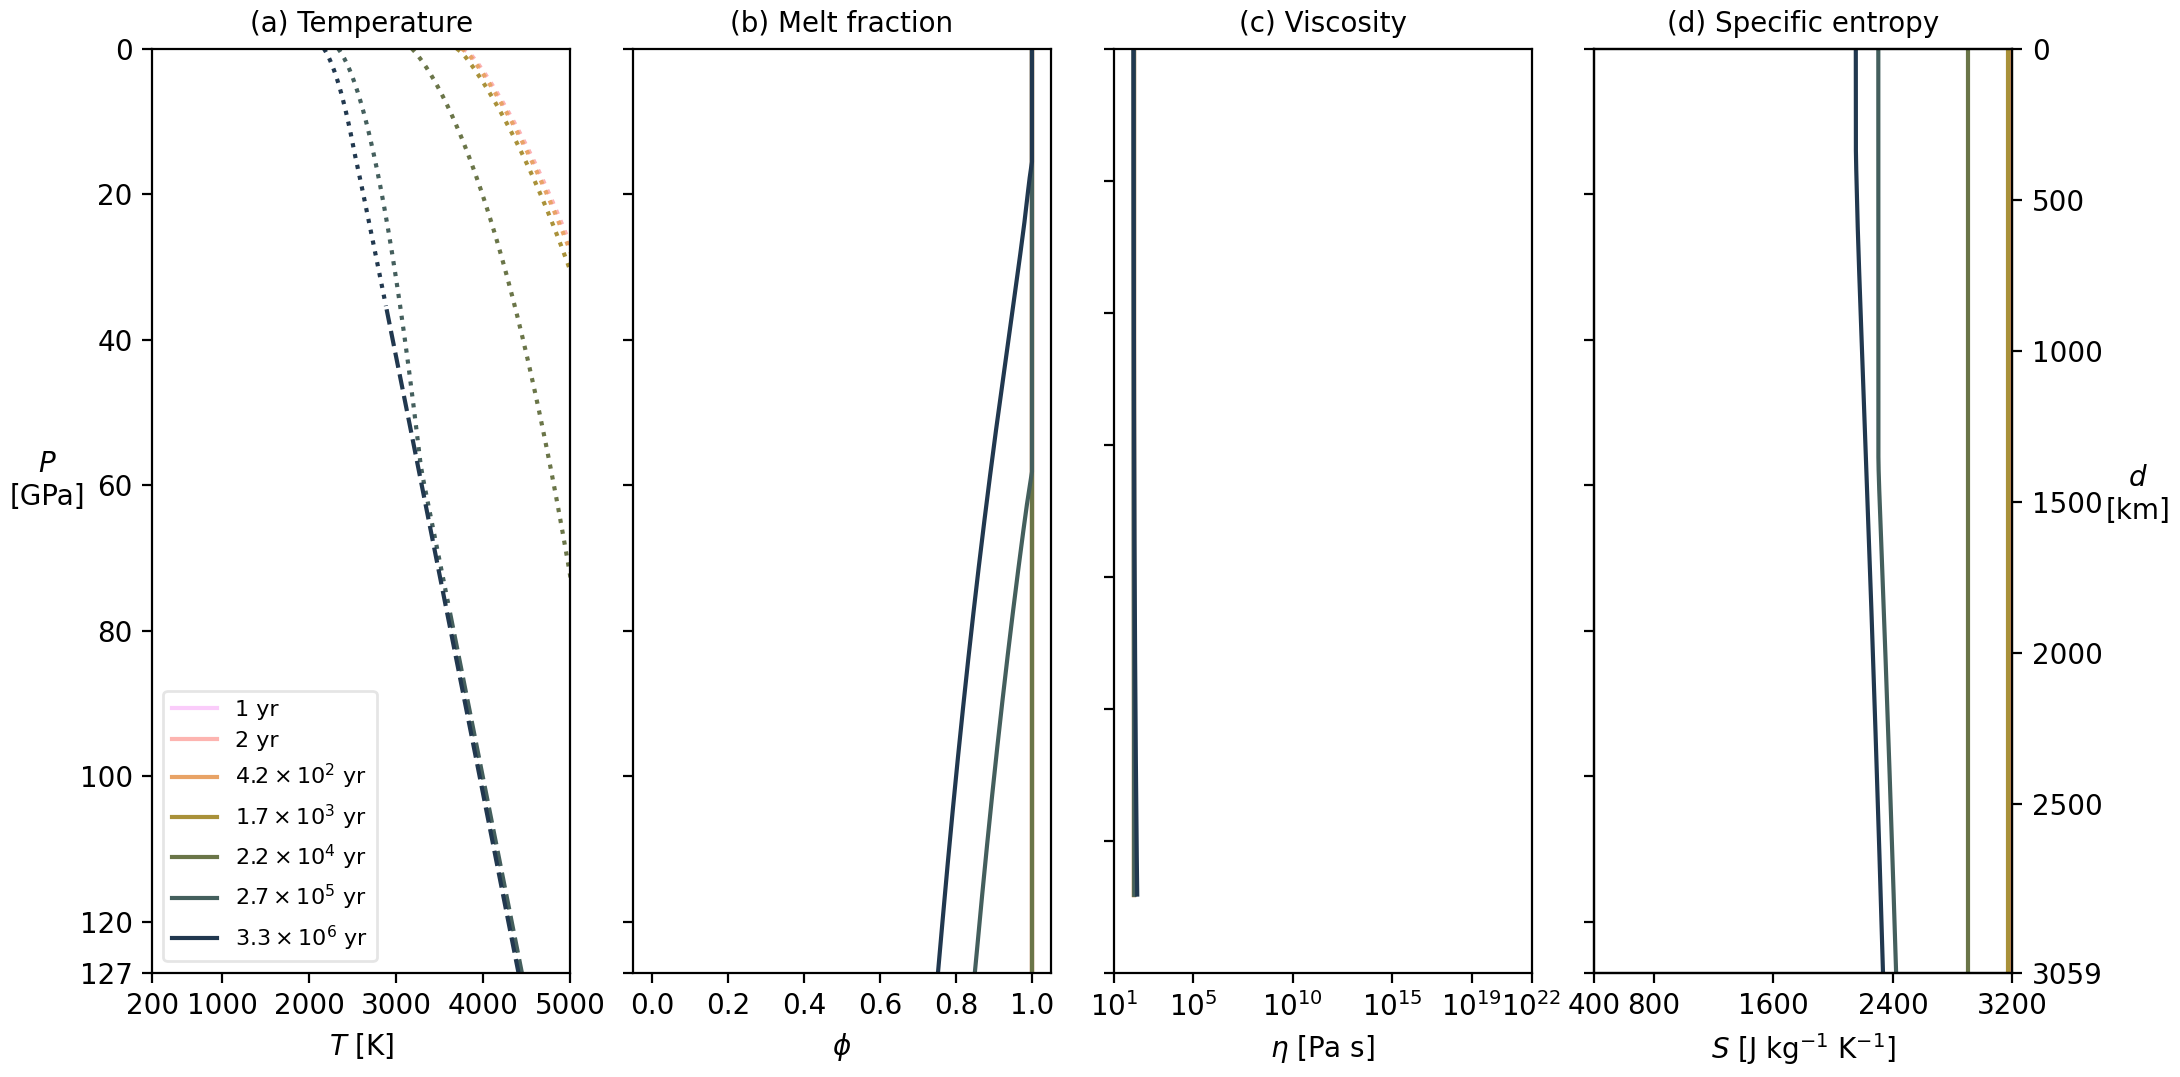 (a) Temperature
(b) Melt fraction
(c) Viscosity
(d) Specific entropy
0
20
40
60
80
100
120
127
P
[GPa]
1 yr
2 yr
4.2 × 10² yr
1.7 × 10³ yr
2.2 × 10⁴ yr
2.7 × 10⁵ yr
3.3 × 10⁶ yr
200 1000 2000 3000 4000 5000
T [K]
0.0 0.2 0.4 0.6 0.8 1.0
ϕ
10¹ 10⁵ 10¹⁰ 10¹⁵ 10¹⁹ 10²²
η [Pa s]
400 800 1600 2400 3200
S [J kg⁻¹ K⁻¹]
0
500
1000
1500
2000
2500
3059
d
[km]